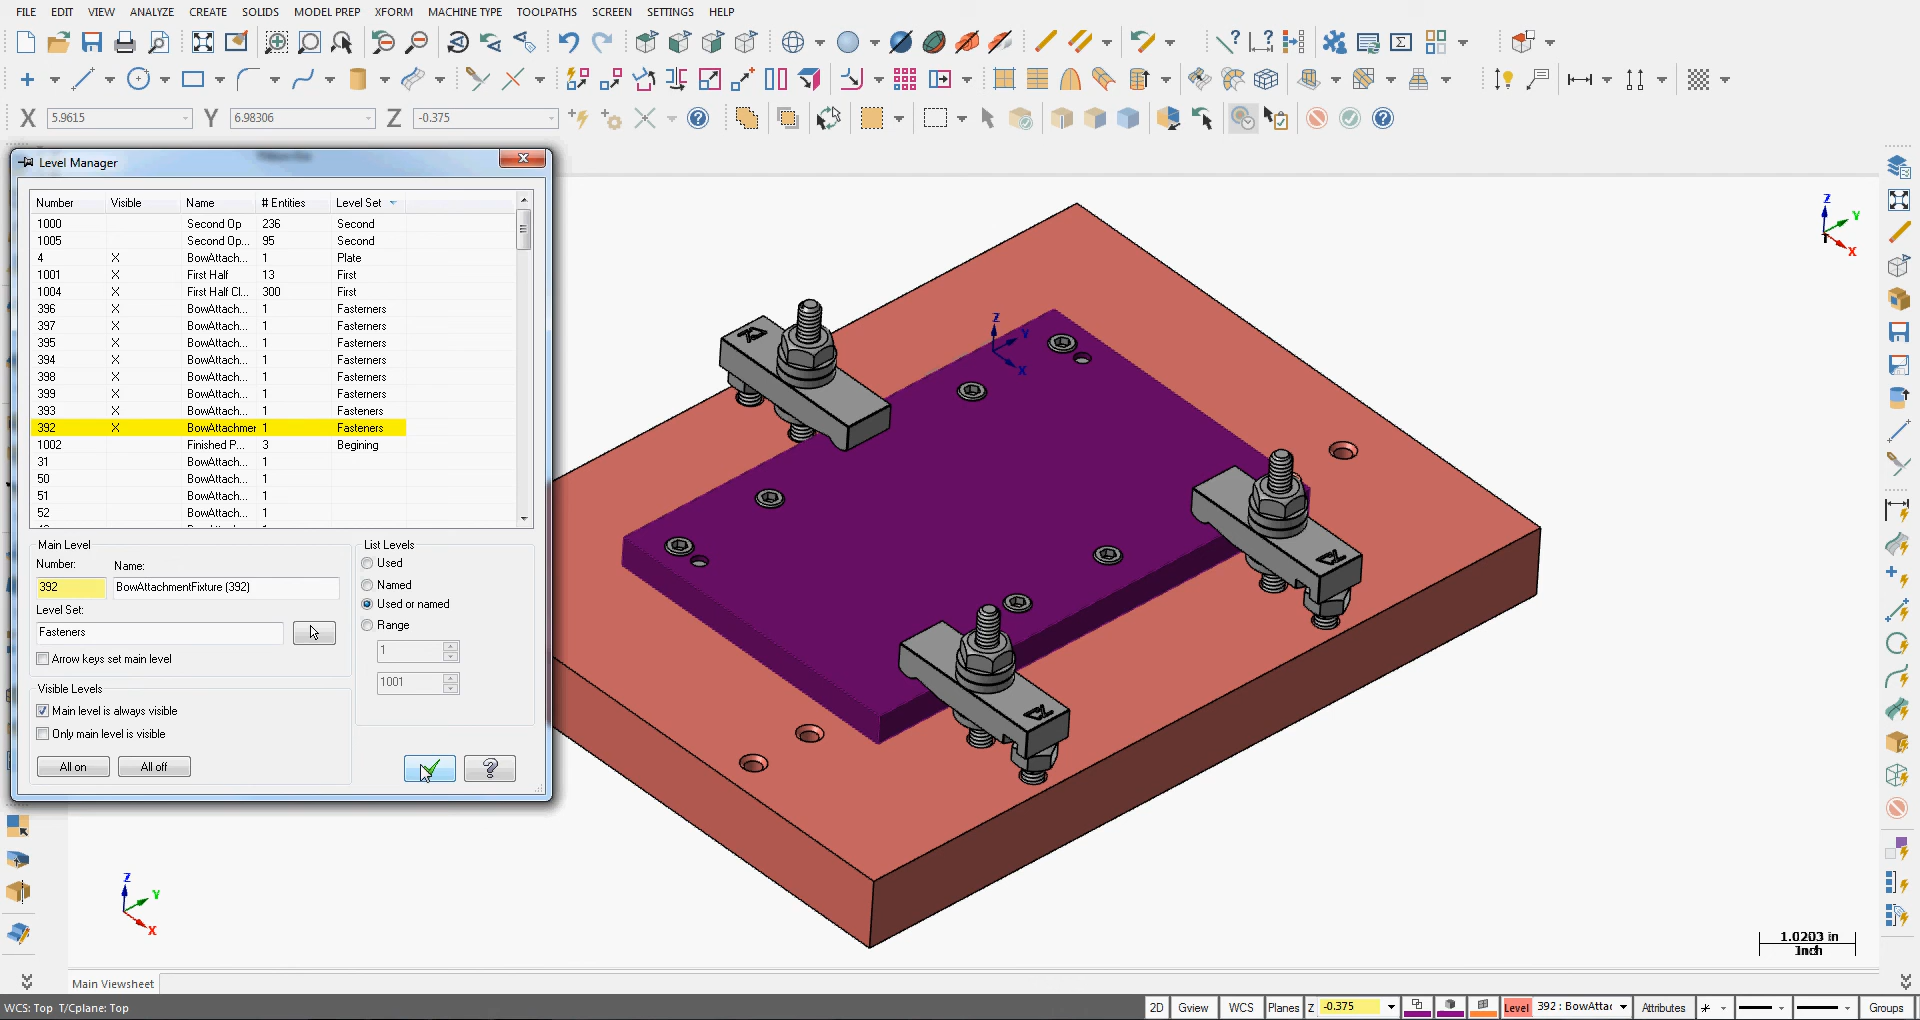 FILE EDIT VIEW ANALYZE CREATE SOLIDS MODEL PREP XFORM MACHINE TYPE TOOLPATHS SCREEN SETTINGS HELP
X 5.9615 Y 6.98306 Z -0.375
Level Manager
Number Visible Name # Entities Level Set
1000 Second Op 236 Second
1005 Second Op... 95 Second
4 X BowAttach... 1 Plate
1001 X First Half 13 First
1004 X First Half Cl... 300 First
396 X BowAttach... 1 Fasterners
397 X BowAttach... 1 Fasterners
395 X BowAttach... 1 Fasterners
394 X BowAttach... 1 Fasterners
398 X BowAttach... 1 Fasterners
399 X BowAttach... 1 Fasterners
393 X BowAttach... 1 Fasteners
392 X BowAttachmer 1 Fasteners
1002 Finished P... 3 Begining
31 BowAttach... 1
50 BowAttach... 1
51 BowAttach... 1
52 BowAttach... 1
Main Level
Number: Name:
392 BowAttachmentFixture (392)
Level Set:
Fasteners
Arrow keys set main level
Visible Levels
Main level is always visible
Only main level is visible
All on All off
List Levels
Used
Named
Used or named
Range
1
1001
Z Y X
Z Y X
Z Y X
1.0203 in
Inch
Main Viewsheet
WCS: Top T/Cplane: Top
2D Gview WCS Planes Z -0.375 Level 392 : BowAttac Attributes Groups